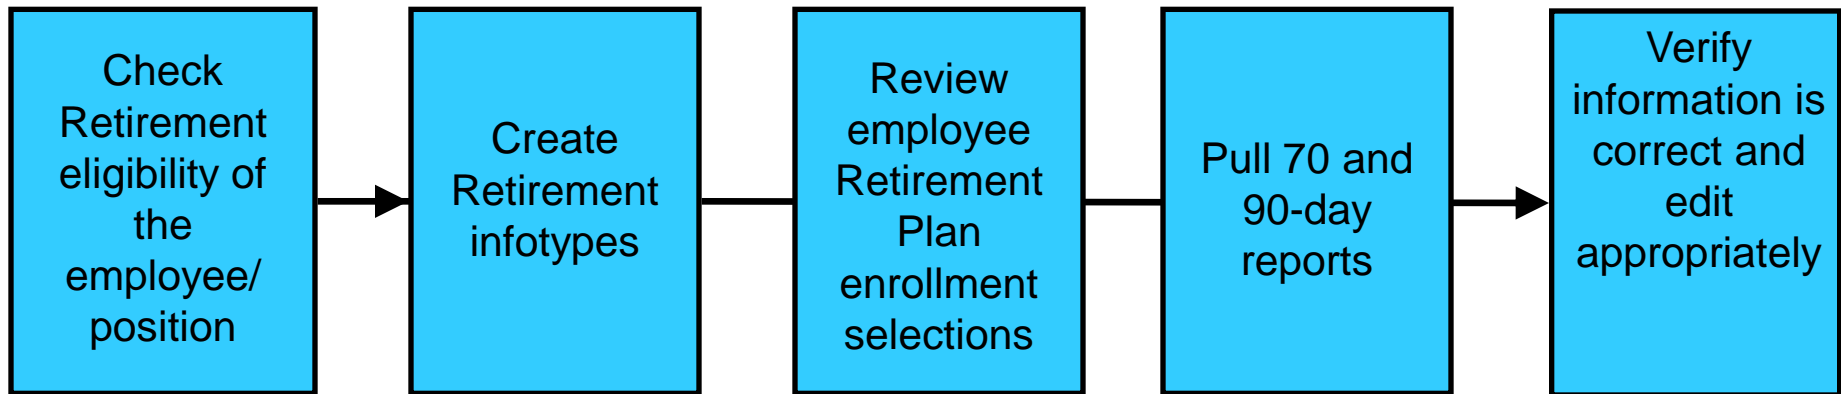 Check
Retirement
eligibility of
the
employee/
position
Create
Retirement
infotypes
Review
employee
Retirement
Plan
enrollment
selections
Pull 70 and
90-day
reports
Verify
information is
correct and
edit
appropriately